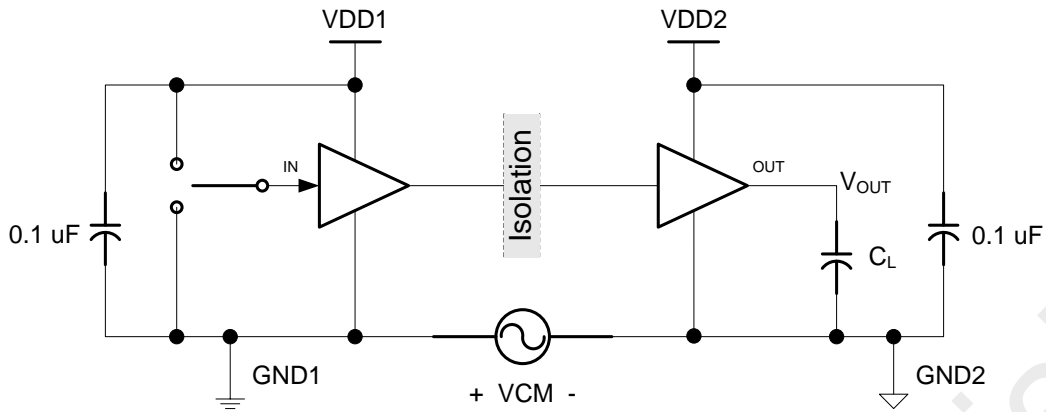 VDD1
VDD2
IN
Isolation
OUT
VOUT
0.1 uF
CL
0.1 uF
GND1
+ VCM -
GND2